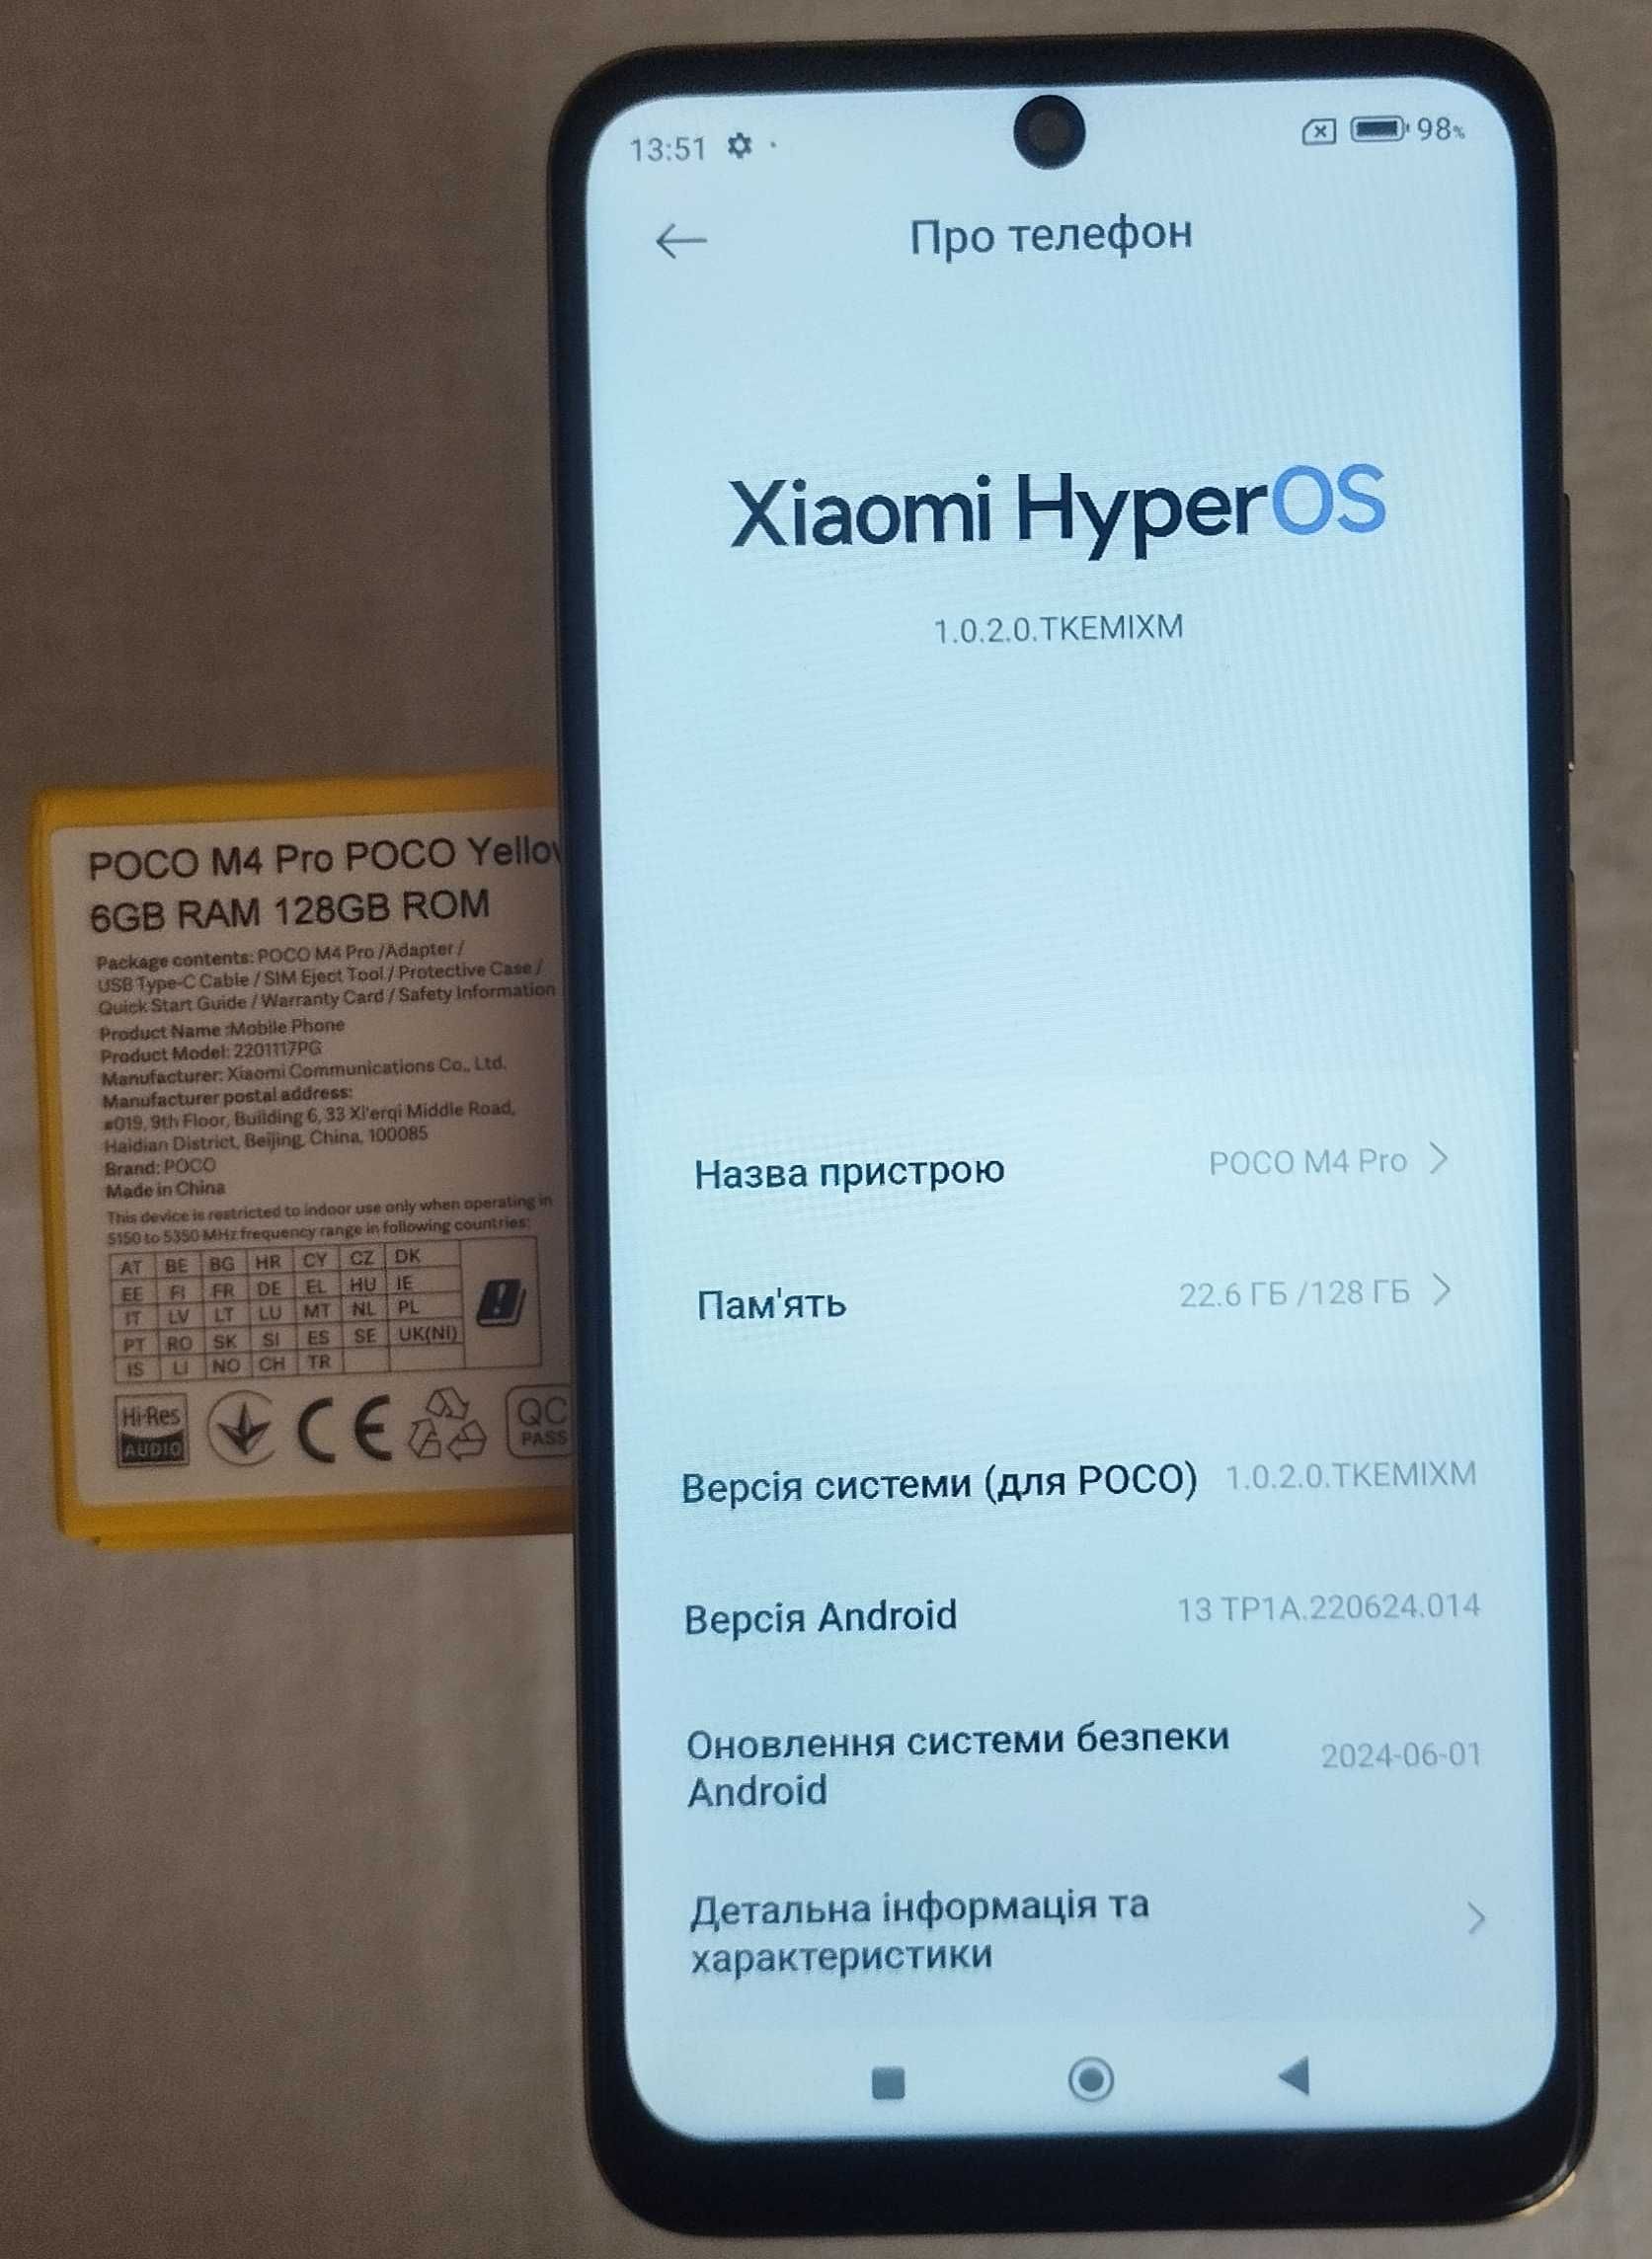 13:51
98%
Про телефон
Xiaomi HyperOS
1.0.2.0.TKEMIXM
Назва пристрою POCO M4 Pro
Пам'ять 22.6 ГБ /128 ГБ
Версія системи (для POCO) 1.0.2.0.TKEMIXM
Версія Android 13 TP1A.220624.014
Оновлення системи безпеки
Android 2024-06-01
Детальна інформація та
характеристики
POCO M4 Pro POCO
6GB RAM 128GB ROM
Package contents: POCO M4 Pro /Adapter /
USB Type-C Cable / SIM Eject Tool / Protective Case /
Quick Start Guide / Warranty Card / Safety Information
Product Name :Mobile Phone
Product Model: 2201117PG
Manufacturer: Xiaomi Communications Co., Ltd.
Manufacturer postal address:
#019, 9th Floor, Building 6, 33 Xi'erqi Middle Road,
Haidian District, Beijing, China, 100085
Brand: POCO
Made in China
This device is restricted to indoor use only when operating in
5150 to 5350 MHz frequency range in following countries:
AT BE BG HR CY CZ DK
EE FI FR DE EL HU IE
IT LV LT LU MT NL PL
PT RO SK SI ES SE UK(NI)
IS LI NO CH TR
Hi-Res
AUDIO
CE
QC
PASS